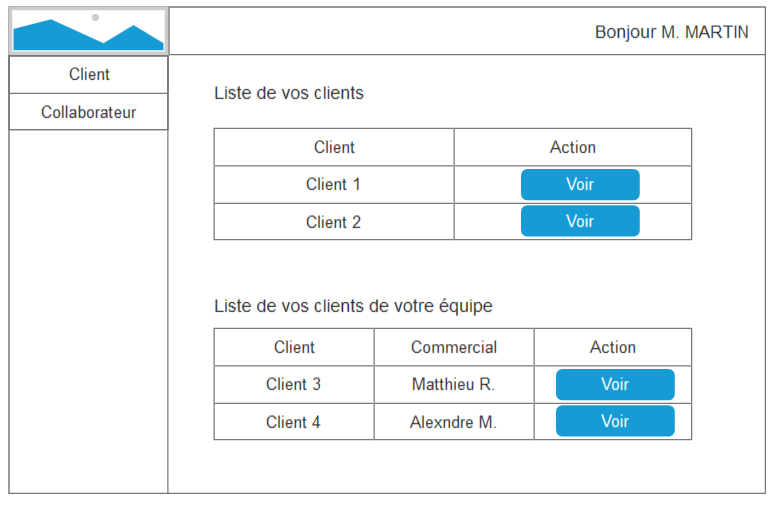 Bonjour M. MARTIN
Client
Collaborateur
Liste de vos clients
Client Action
Client 1 Voir
Client 2 Voir
Liste de vos clients de votre équipe
Client Commercial Action
Client 3 Matthieu R. Voir
Client 4 Alexndre M. Voir